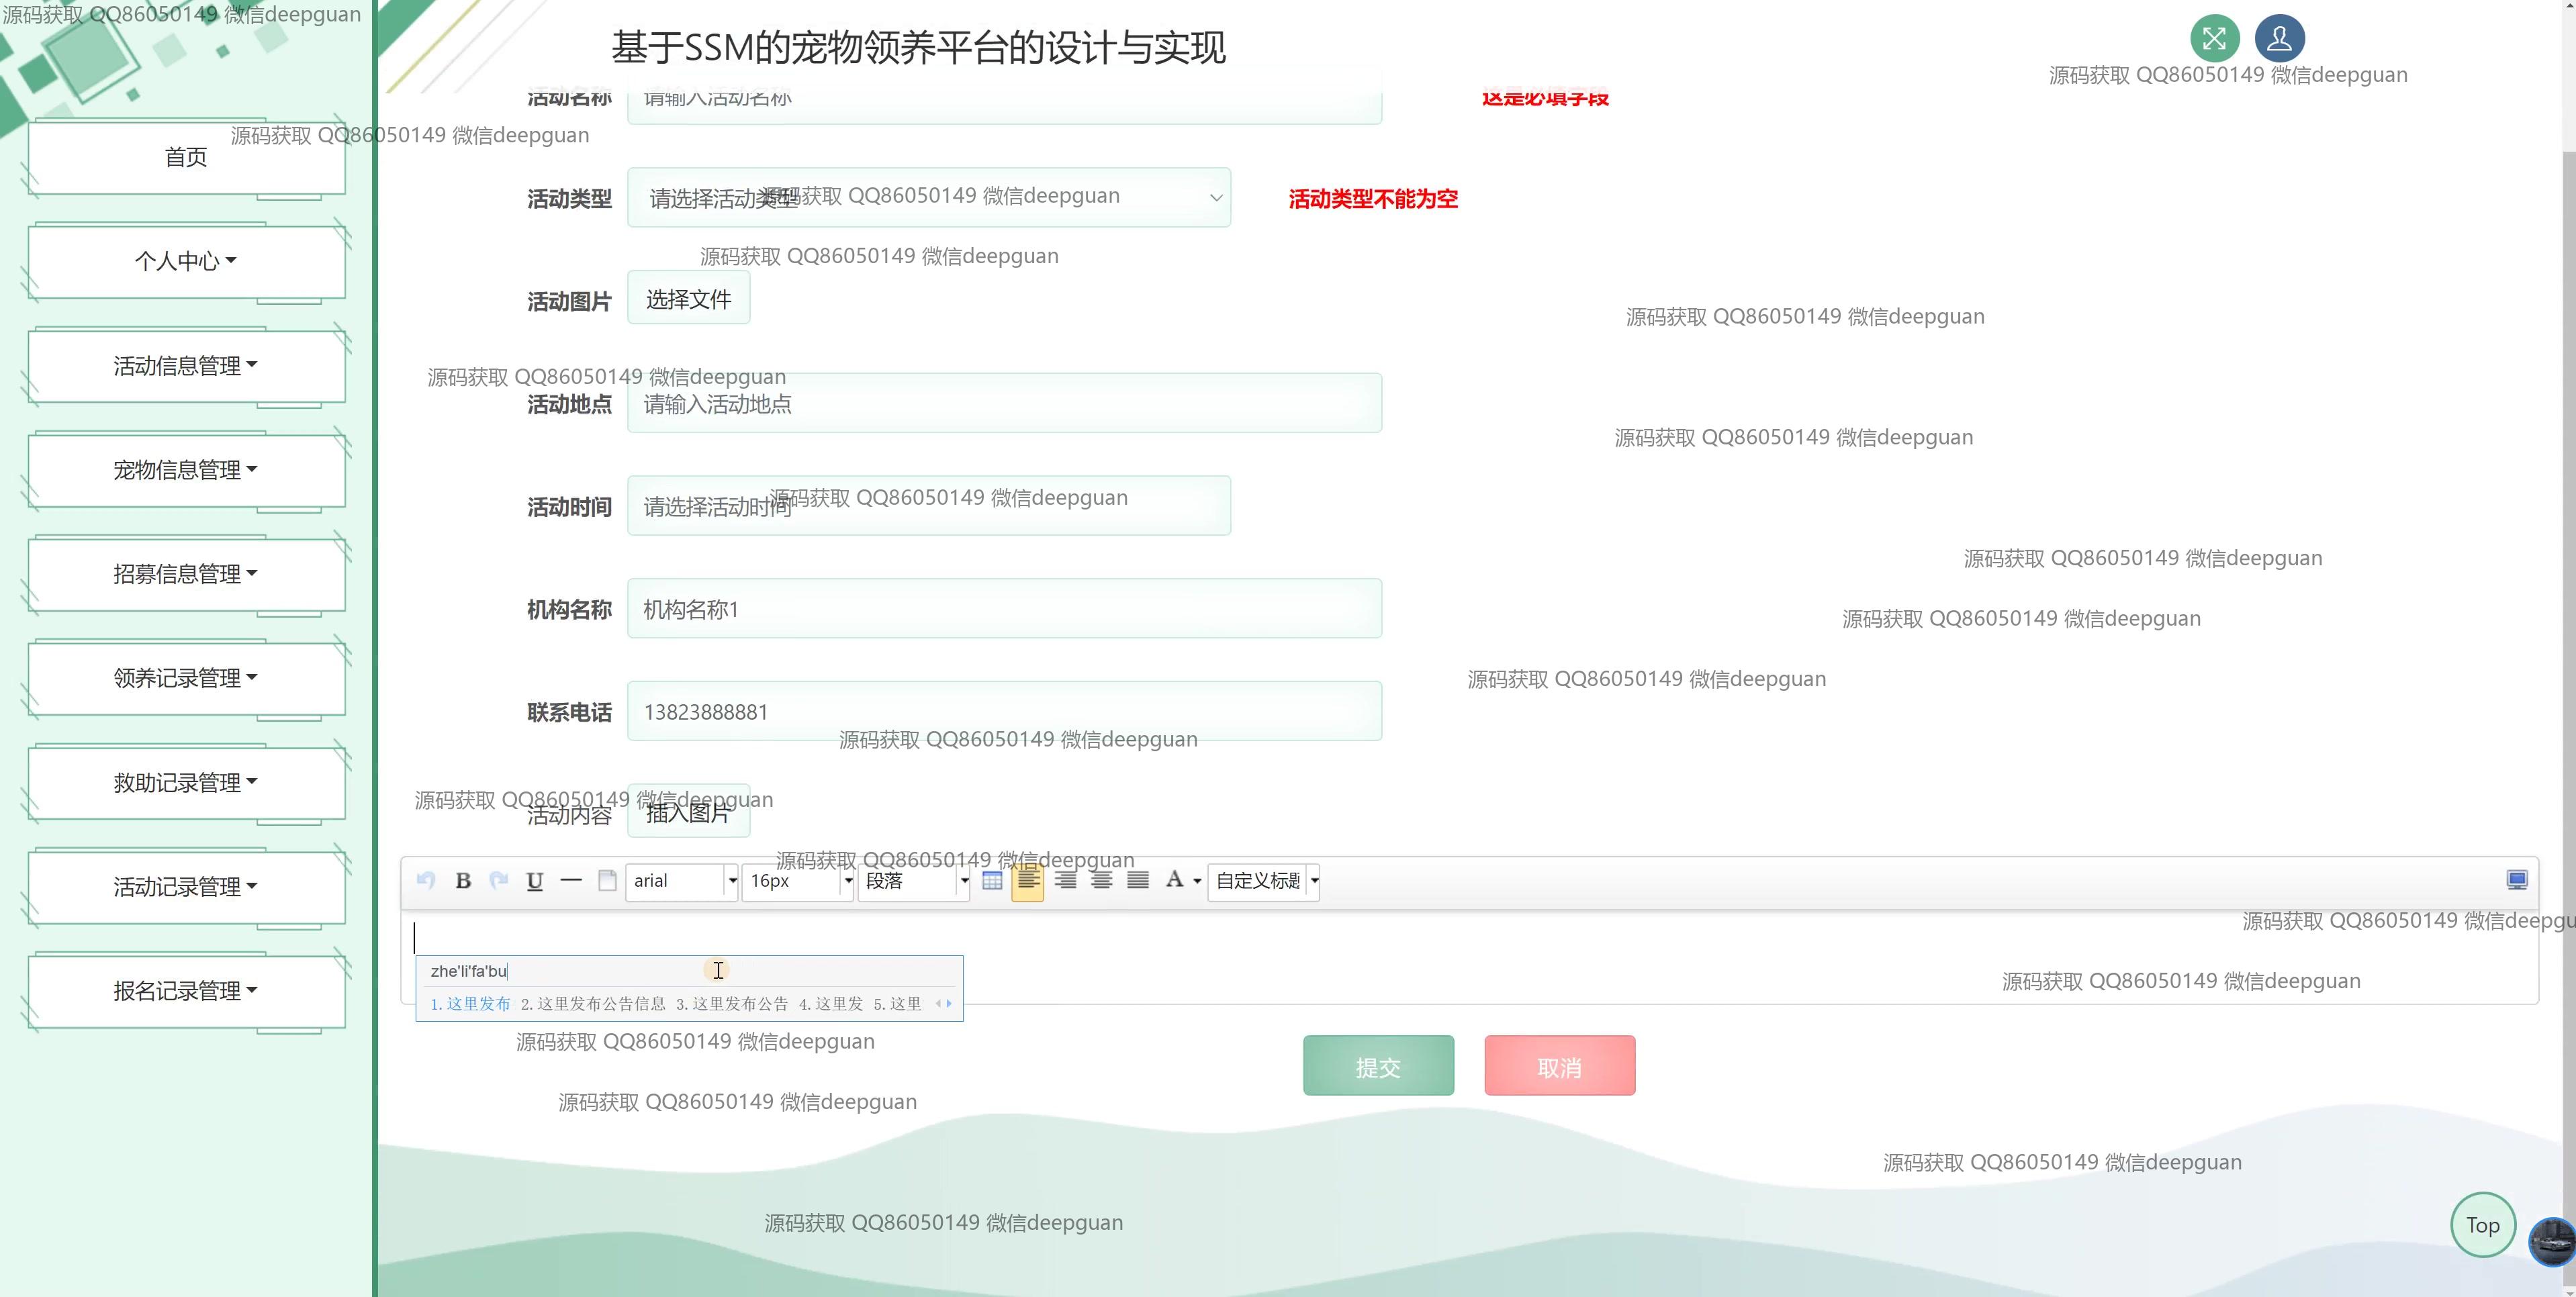 源码获取 QQ86050149 微信deepguan
基于SSM的宠物领养平台的设计与实现
源码获取 QQ86050149 微信deepguan
活动名称 请输入活动名称 这是必填字段
源码获取 QQ86050149 微信deepguan
首页
活动类型 请选择活动类型 活动类型不能为空
源码获取 QQ86050149 微信deepguan
源码获取 QQ86050149 微信deepguan
个人中心
活动图片 选择文件
源码获取 QQ86050149 微信deepguan
活动信息管理
源码获取 QQ86050149 微信deepguan
活动地点 请输入活动地点
源码获取 QQ86050149 微信deepguan
宠物信息管理
源码获取 QQ86050149 微信deepguan
活动时间 请选择活动时间
源码获取 QQ86050149 微信deepguan
招募信息管理
机构名称 机构名称1
源码获取 QQ86050149 微信deepguan
领养记录管理
源码获取 QQ86050149 微信deepguan
联系电话 13823888881
源码获取 QQ86050149 微信deepguan
救助记录管理
源码获取 QQ86050149 微信deepguan
活动内容 插入图片
源码获取 QQ86050149 微信deepguan
B U arial 16px 段落 A 自定义标题
活动记录管理
源码获取 QQ86050149 微信deepgu
zhe'li'fa'bu
源码获取 QQ86050149 微信deepguan
1.这里发布 2.这里发布公告信息 3.这里发布公告 4.这里发 5.这里
报名记录管理
源码获取 QQ86050149 微信deepguan
提交 取消
源码获取 QQ86050149 微信deepguan
源码获取 QQ86050149 微信deepguan
源码获取 QQ86050149 微信deepguan
Top